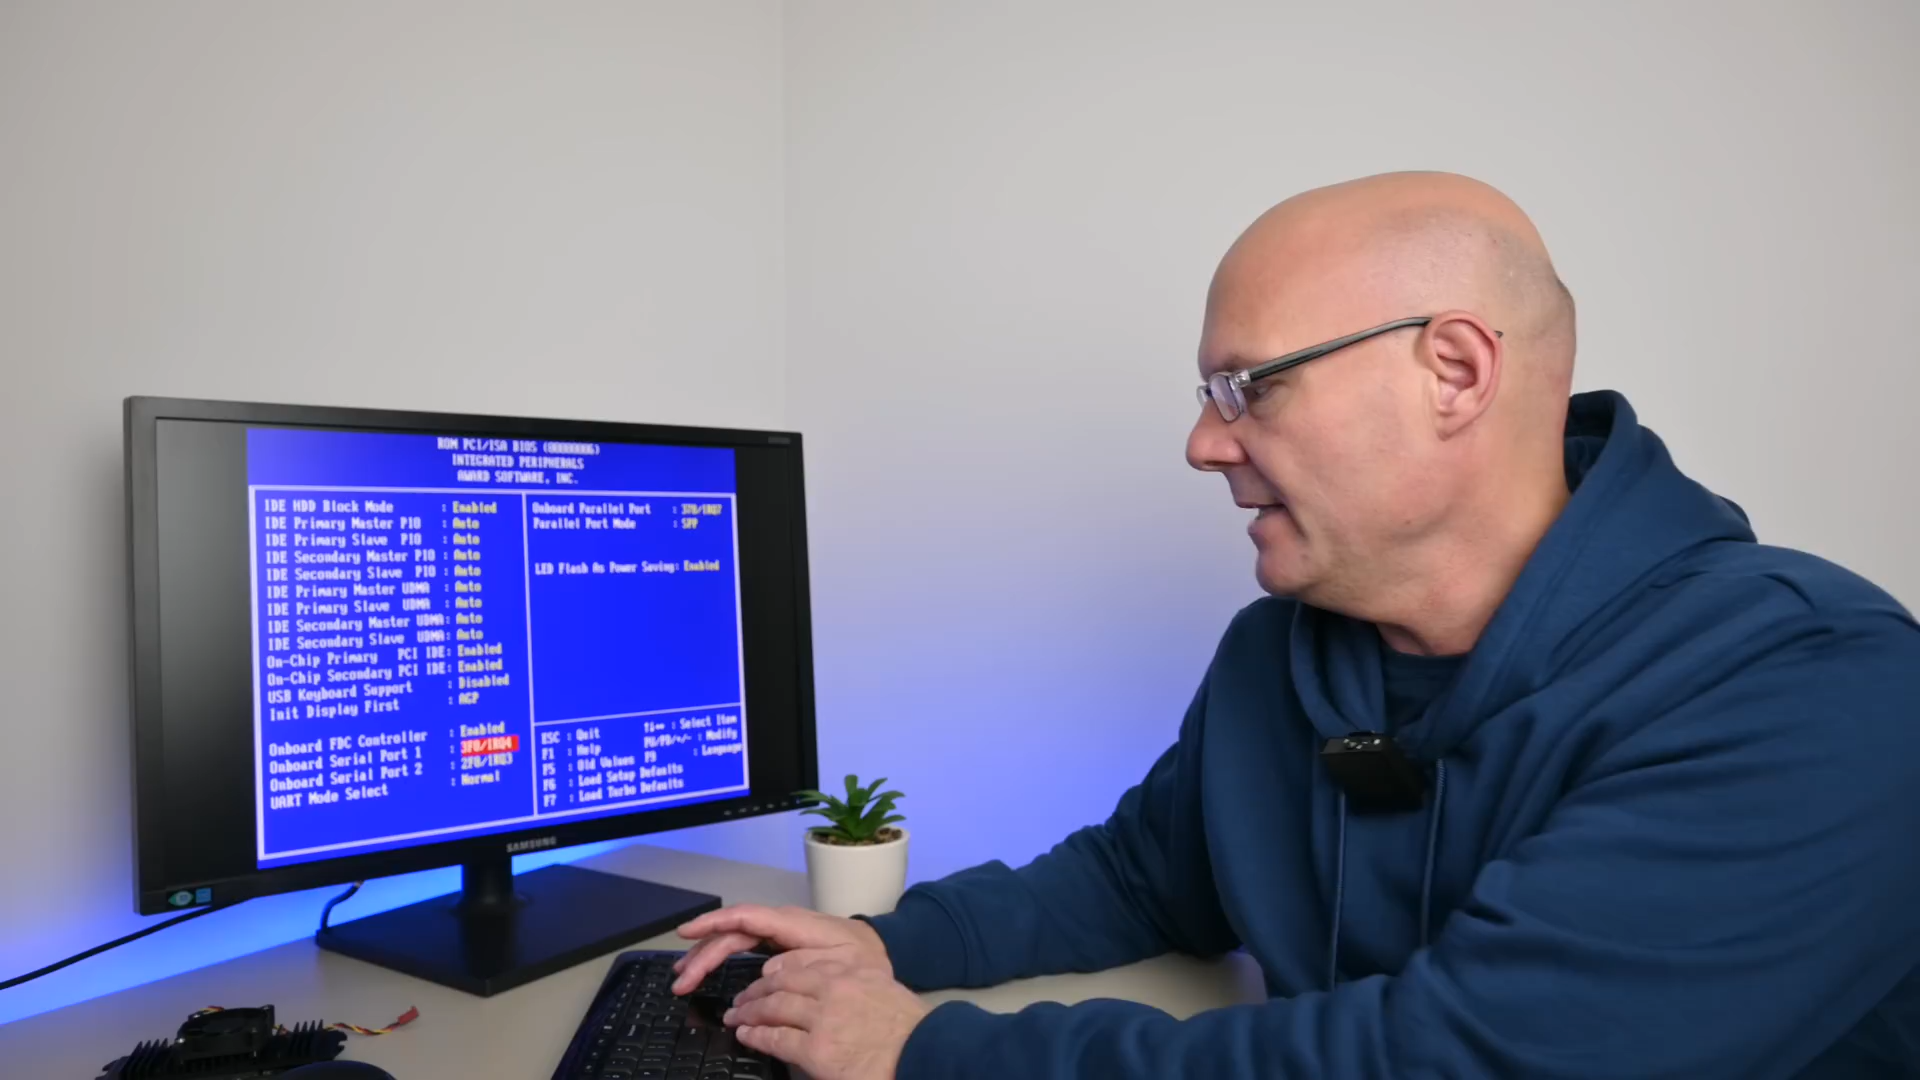 ROM PCI/ISA BIOS
INTEGRATED PERIPHERALS
AWARD SOFTWARE, INC.
IDE HDD Block Mode : Enabled
IDE Primary Master PIO : Auto
IDE Primary Slave PIO : Auto
IDE Secondary Master PIO : Auto
IDE Secondary Slave PIO : Auto
IDE Primary Master UDMA : Auto
IDE Primary Slave UDMA : Auto
IDE Secondary Master UDMA: Auto
IDE Secondary Slave UDMA: Auto
On-Chip Primary PCI IDE: Enabled
On-Chip Secondary PCI IDE: Enabled
USB Keyboard Support : Disabled
Init Display First : AGP
Onboard FDC Controller : Enabled
Onboard Serial Port 1 : 3F8/IRQ4
Onboard Serial Port 2 : 2F8/IRQ3
UART Mode Select : Normal
Onboard Parallel Port : 378/IRQ7
Parallel Port Mode : SPP
LED Flash As Power Saving: Enabled
ESC : Quit ↑↓→← : Select Item
F1 : Help PU/PD/+/- : Modify
F5 : Old Values F9 : Language
F6 : Load Setup Defaults
F7 : Load Turbo Defaults
SAMSUNG